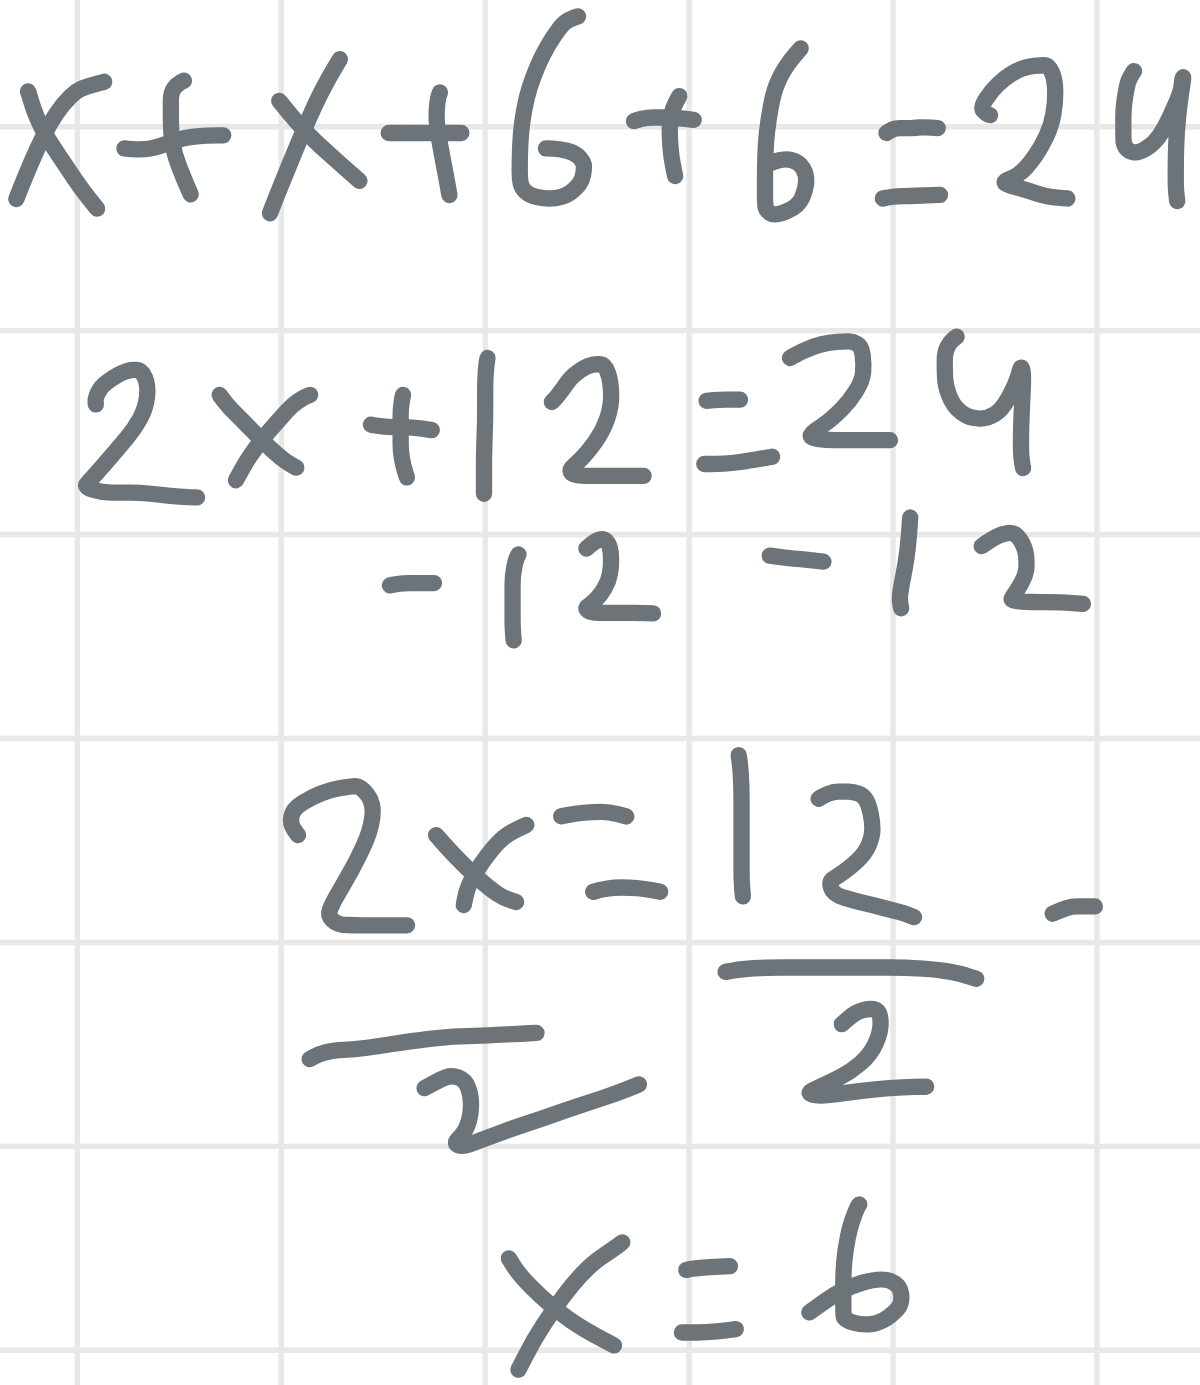 x + x + 6 + 6 = 24
2x + 12 = 24
- 12 - 12
2x = 12 -
2 2
x = 6